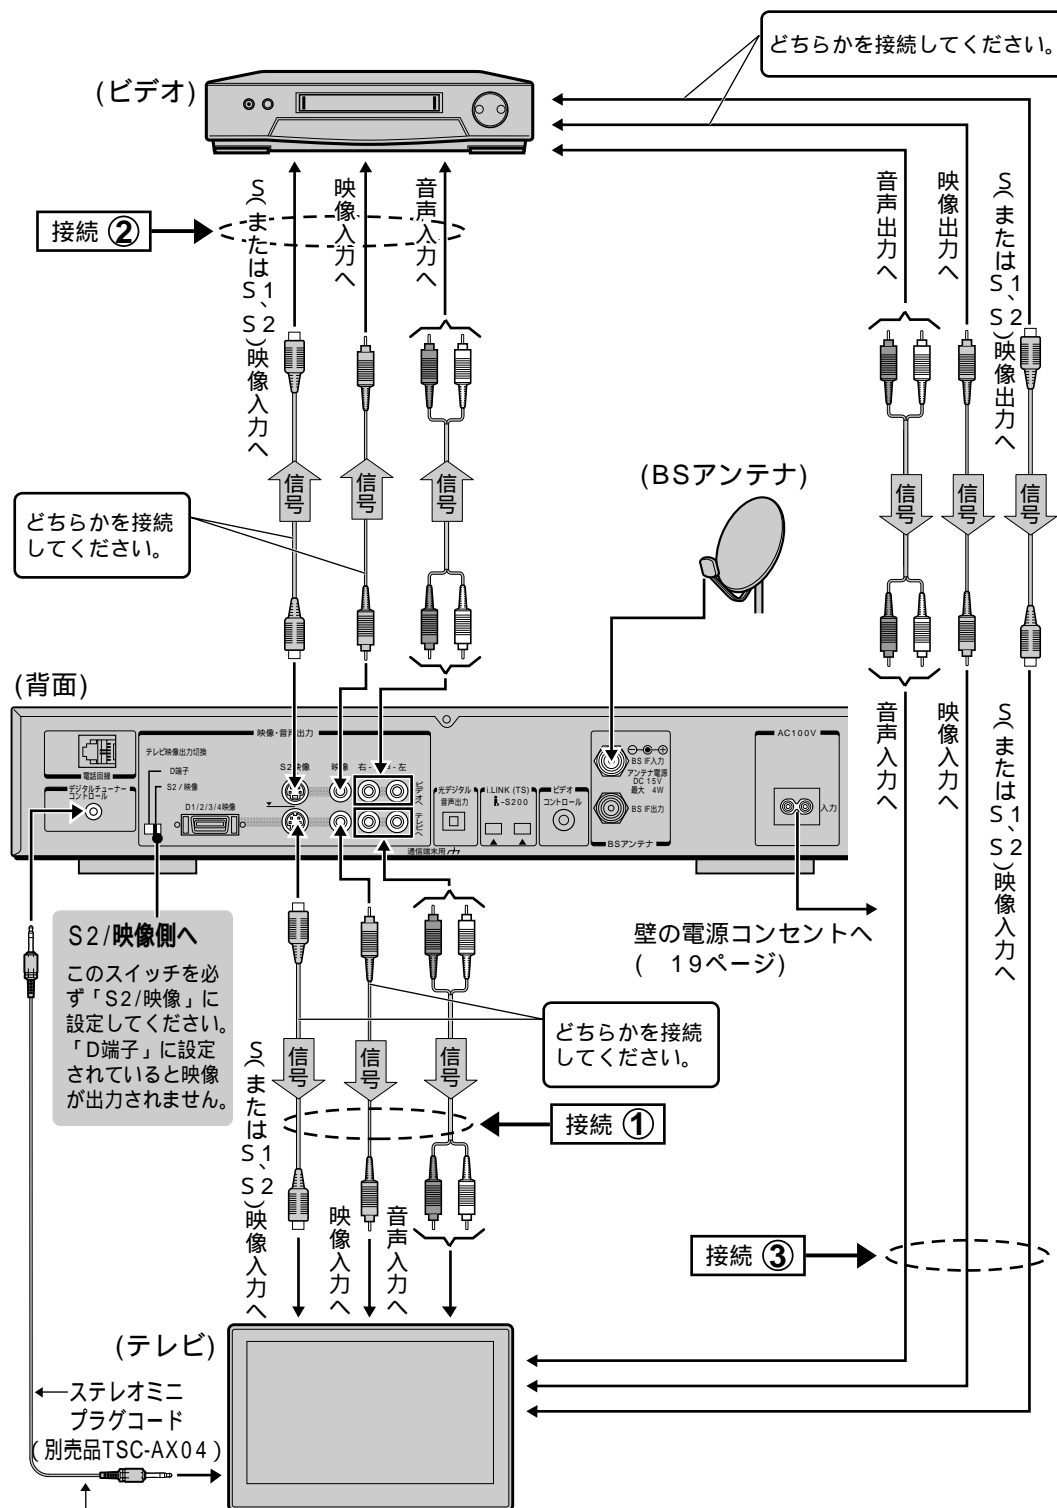 どちらかを接続してください。
(ビデオ)
接続 ②
S(またはS1、S2)映像入力へ
映像入力へ
音声入力へ
音声出力へ
映像出力へ
S(またはS1、S2)映像出力へ
信号
信号
信号
どちらかを接続
してください。
(BSアンテナ)
信号
信号
信号
(背面)
音声入力へ
映像入力へ
S(またはS1、S2)映像入力へ
電話回線
デジタルチューナー
コントロール
テレビ映像出力切換
D端子
S2/映像
D1/2/3/4映像
映像・音声出力
S2映像
映像
右-音声-左
ビデオへ
テレビへ
通信端末用
光デジタル
音声出力
i.LINK (TS)
i-S200
ビデオ
コントロール
BS IF入力
アンテナ電源
DC 15V
最大 4W
BS IF出力
BSアンテナ
AC100V
入力
S2/映像側へ
このスイッチを必
ず「S2/映像」に
設定してください。
「D端子」に設定
されていると映像
が出力されません。
壁の電源コンセントへ
( 19ページ)
どちらかを接続
してください。
信号
信号
信号
接続 ①
S(またはS1、S2)映像入力へ
映像入力へ
音声入力へ
接続 ③
(テレビ)
ステレオミニ
プラグコード
(別売品TSC-AX04)